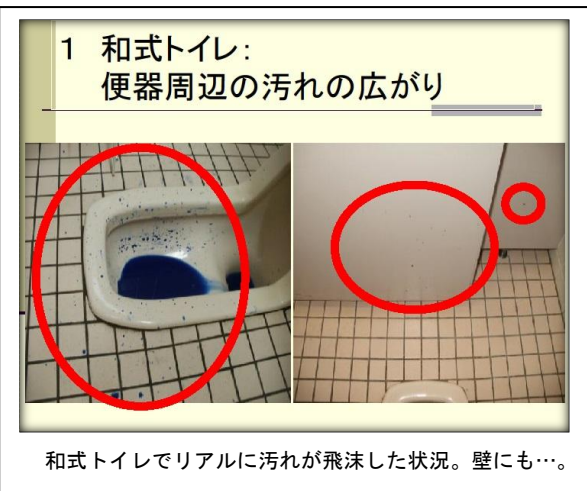 1 和式トイレ:
便器周辺の汚れの広がり
和式トイレでリアルに汚れが飛沫した状況。壁にも…。